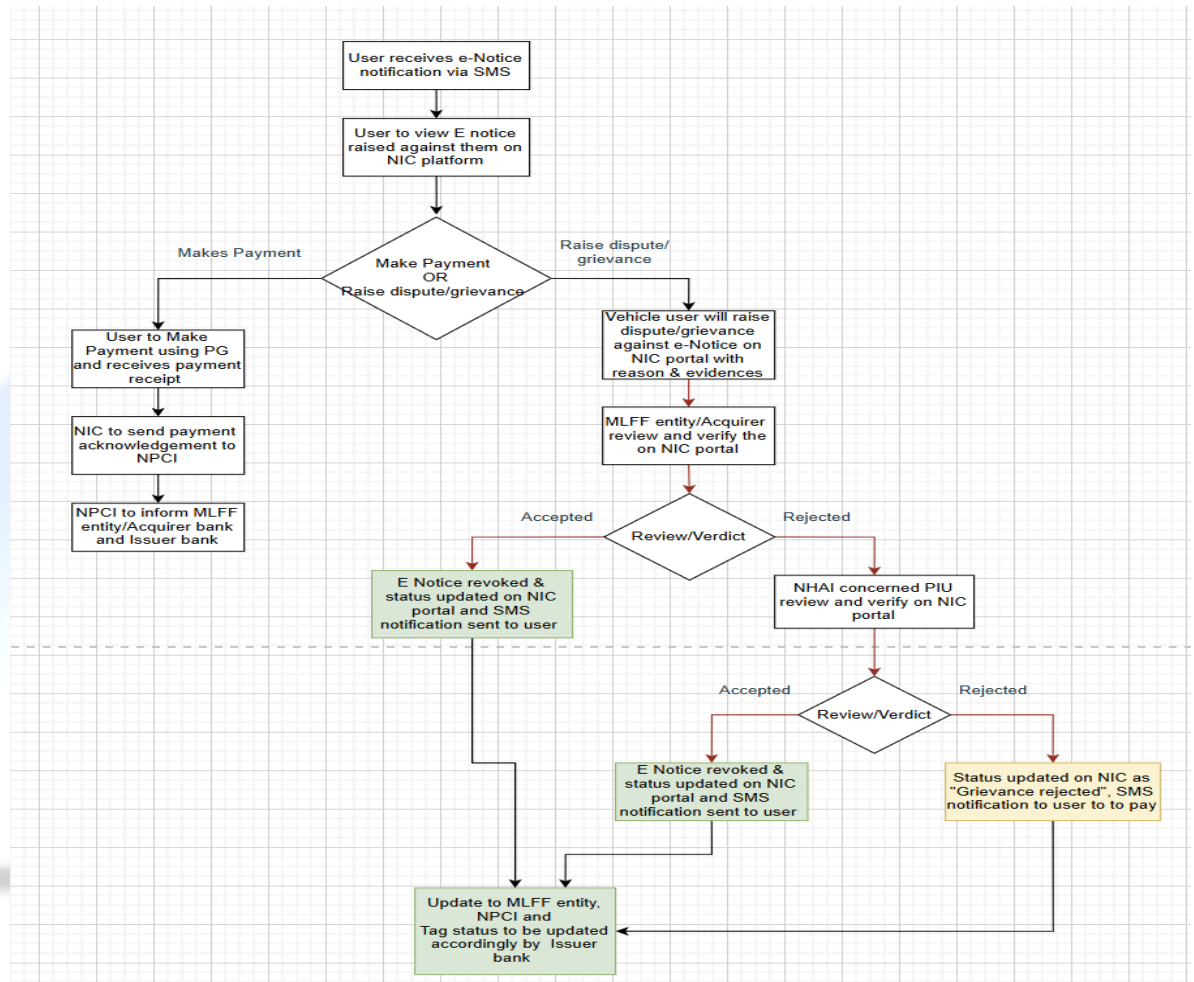 User receives e-Notice
notification via SMS
User to view E notice
raised against them on
NIC platform
Makes Payment
Raise dispute/
grievance
Make Payment
OR
Raise dispute/grievance
User to Make
Payment using PG
and receives payment
receipt
NIC to send payment
acknowledgement to
NPCI
NPCI to inform MLFF
entity/Acquirer bank
and Issuer bank
Vehicle user will raise
dispute/grievance
against e-Notice on
NIC portal with
reason & evidences
MLFF entity/Acquirer
review and verify the
on NIC portal
Accepted
Rejected
Review/Verdict
E Notice revoked &
status updated on NIC
portal and SMS
notification sent to user
NHAI concerned PIU
review and verify on NIC
portal
Accepted
Rejected
Review/Verdict
E Notice revoked &
status updated on NIC
portal and SMS
notification sent to user
Status updated on NIC as
"Grievance rejected", SMS
notification to user to to pay
Update to MLFF entity,
NPCI and
Tag status to be updated
accordingly by Issuer
bank